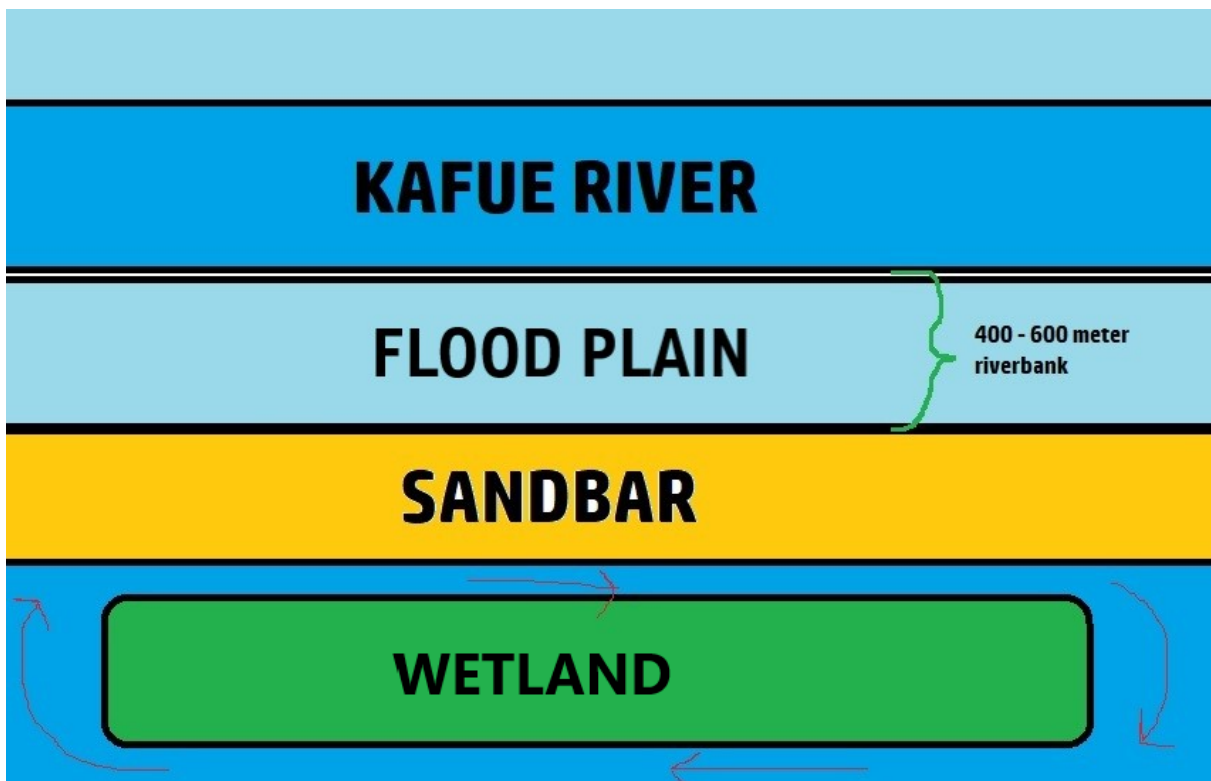 KAFUE RIVER
FLOOD PLAIN
400 - 600 meter
riverbank
SANDBAR
WETLAND